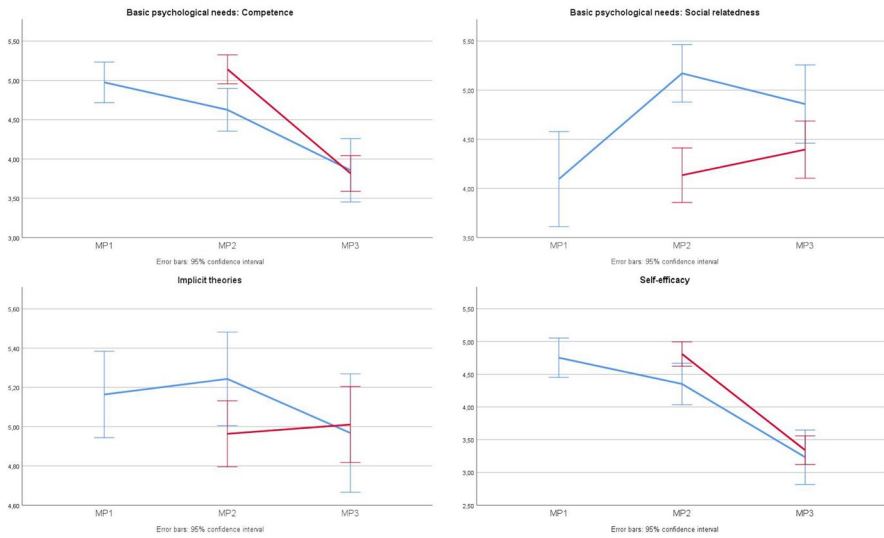 Basic psychological needs: Competence
5,50
5,00
4,50
4,00
3,50
3,00
MP1 MP2 MP3
Error bars: 95% confidence interval
Basic psychological needs: Social relatedness
5,50
5,00
4,50
4,00
3,50
MP1 MP2 MP3
Error bars: 95% confidence interval
Implicit theories
5,60
5,40
5,20
5,00
4,80
4,60
MP1 MP2 MP3
Error bars: 95% confidence interval
Self-efficacy
5,50
5,00
4,50
4,00
3,50
3,00
2,50
MP1 MP2 MP3
Error bars: 95% confidence interval